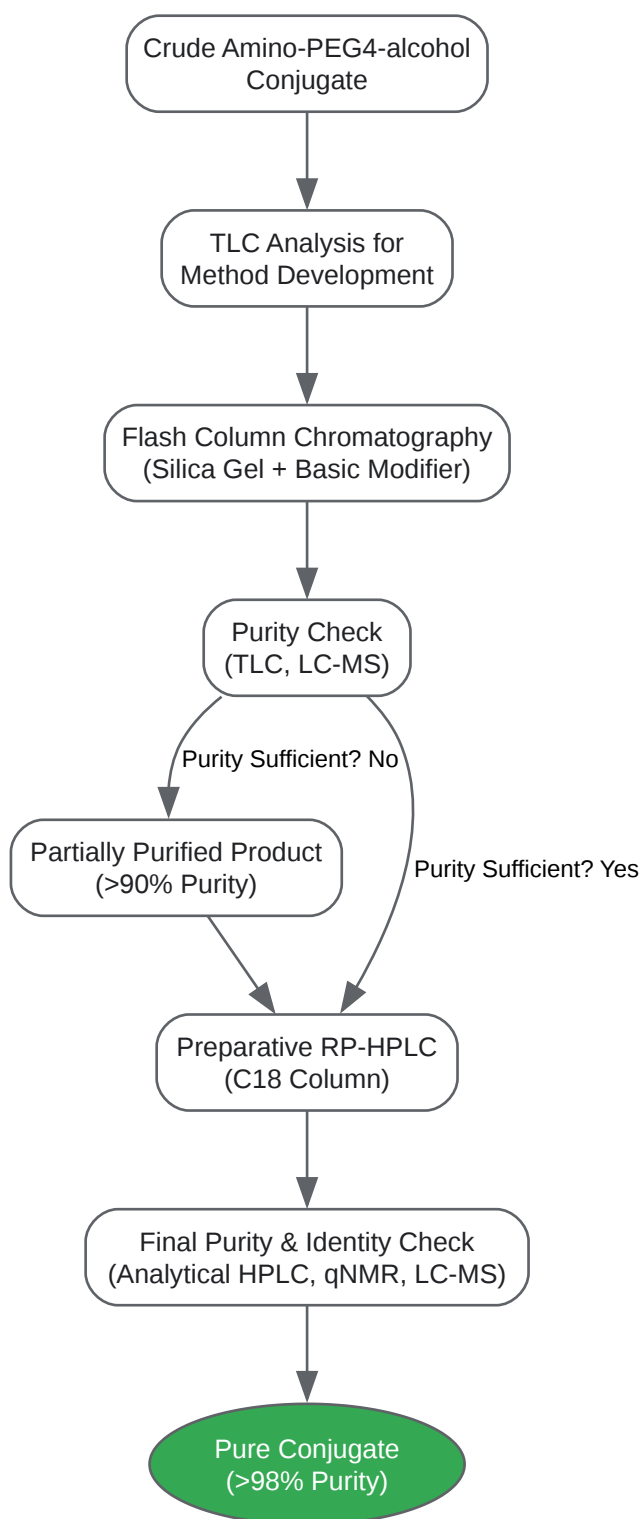 Crude Amino-PEG4-alcohol
Conjugate
TLC Analysis for
Method Development
Flash Column Chromatography
(Silica Gel + Basic Modifier)
Purity Check
(TLC, LC-MS)
Purity Sufficient? No
Partially Purified Product
(>90% Purity)
Purity Sufficient? Yes
Preparative RP-HPLC
(C18 Column)
Final Purity & Identity Check
(Analytical HPLC, qNMR, LC-MS)
Pure Conjugate
(>98% Purity)